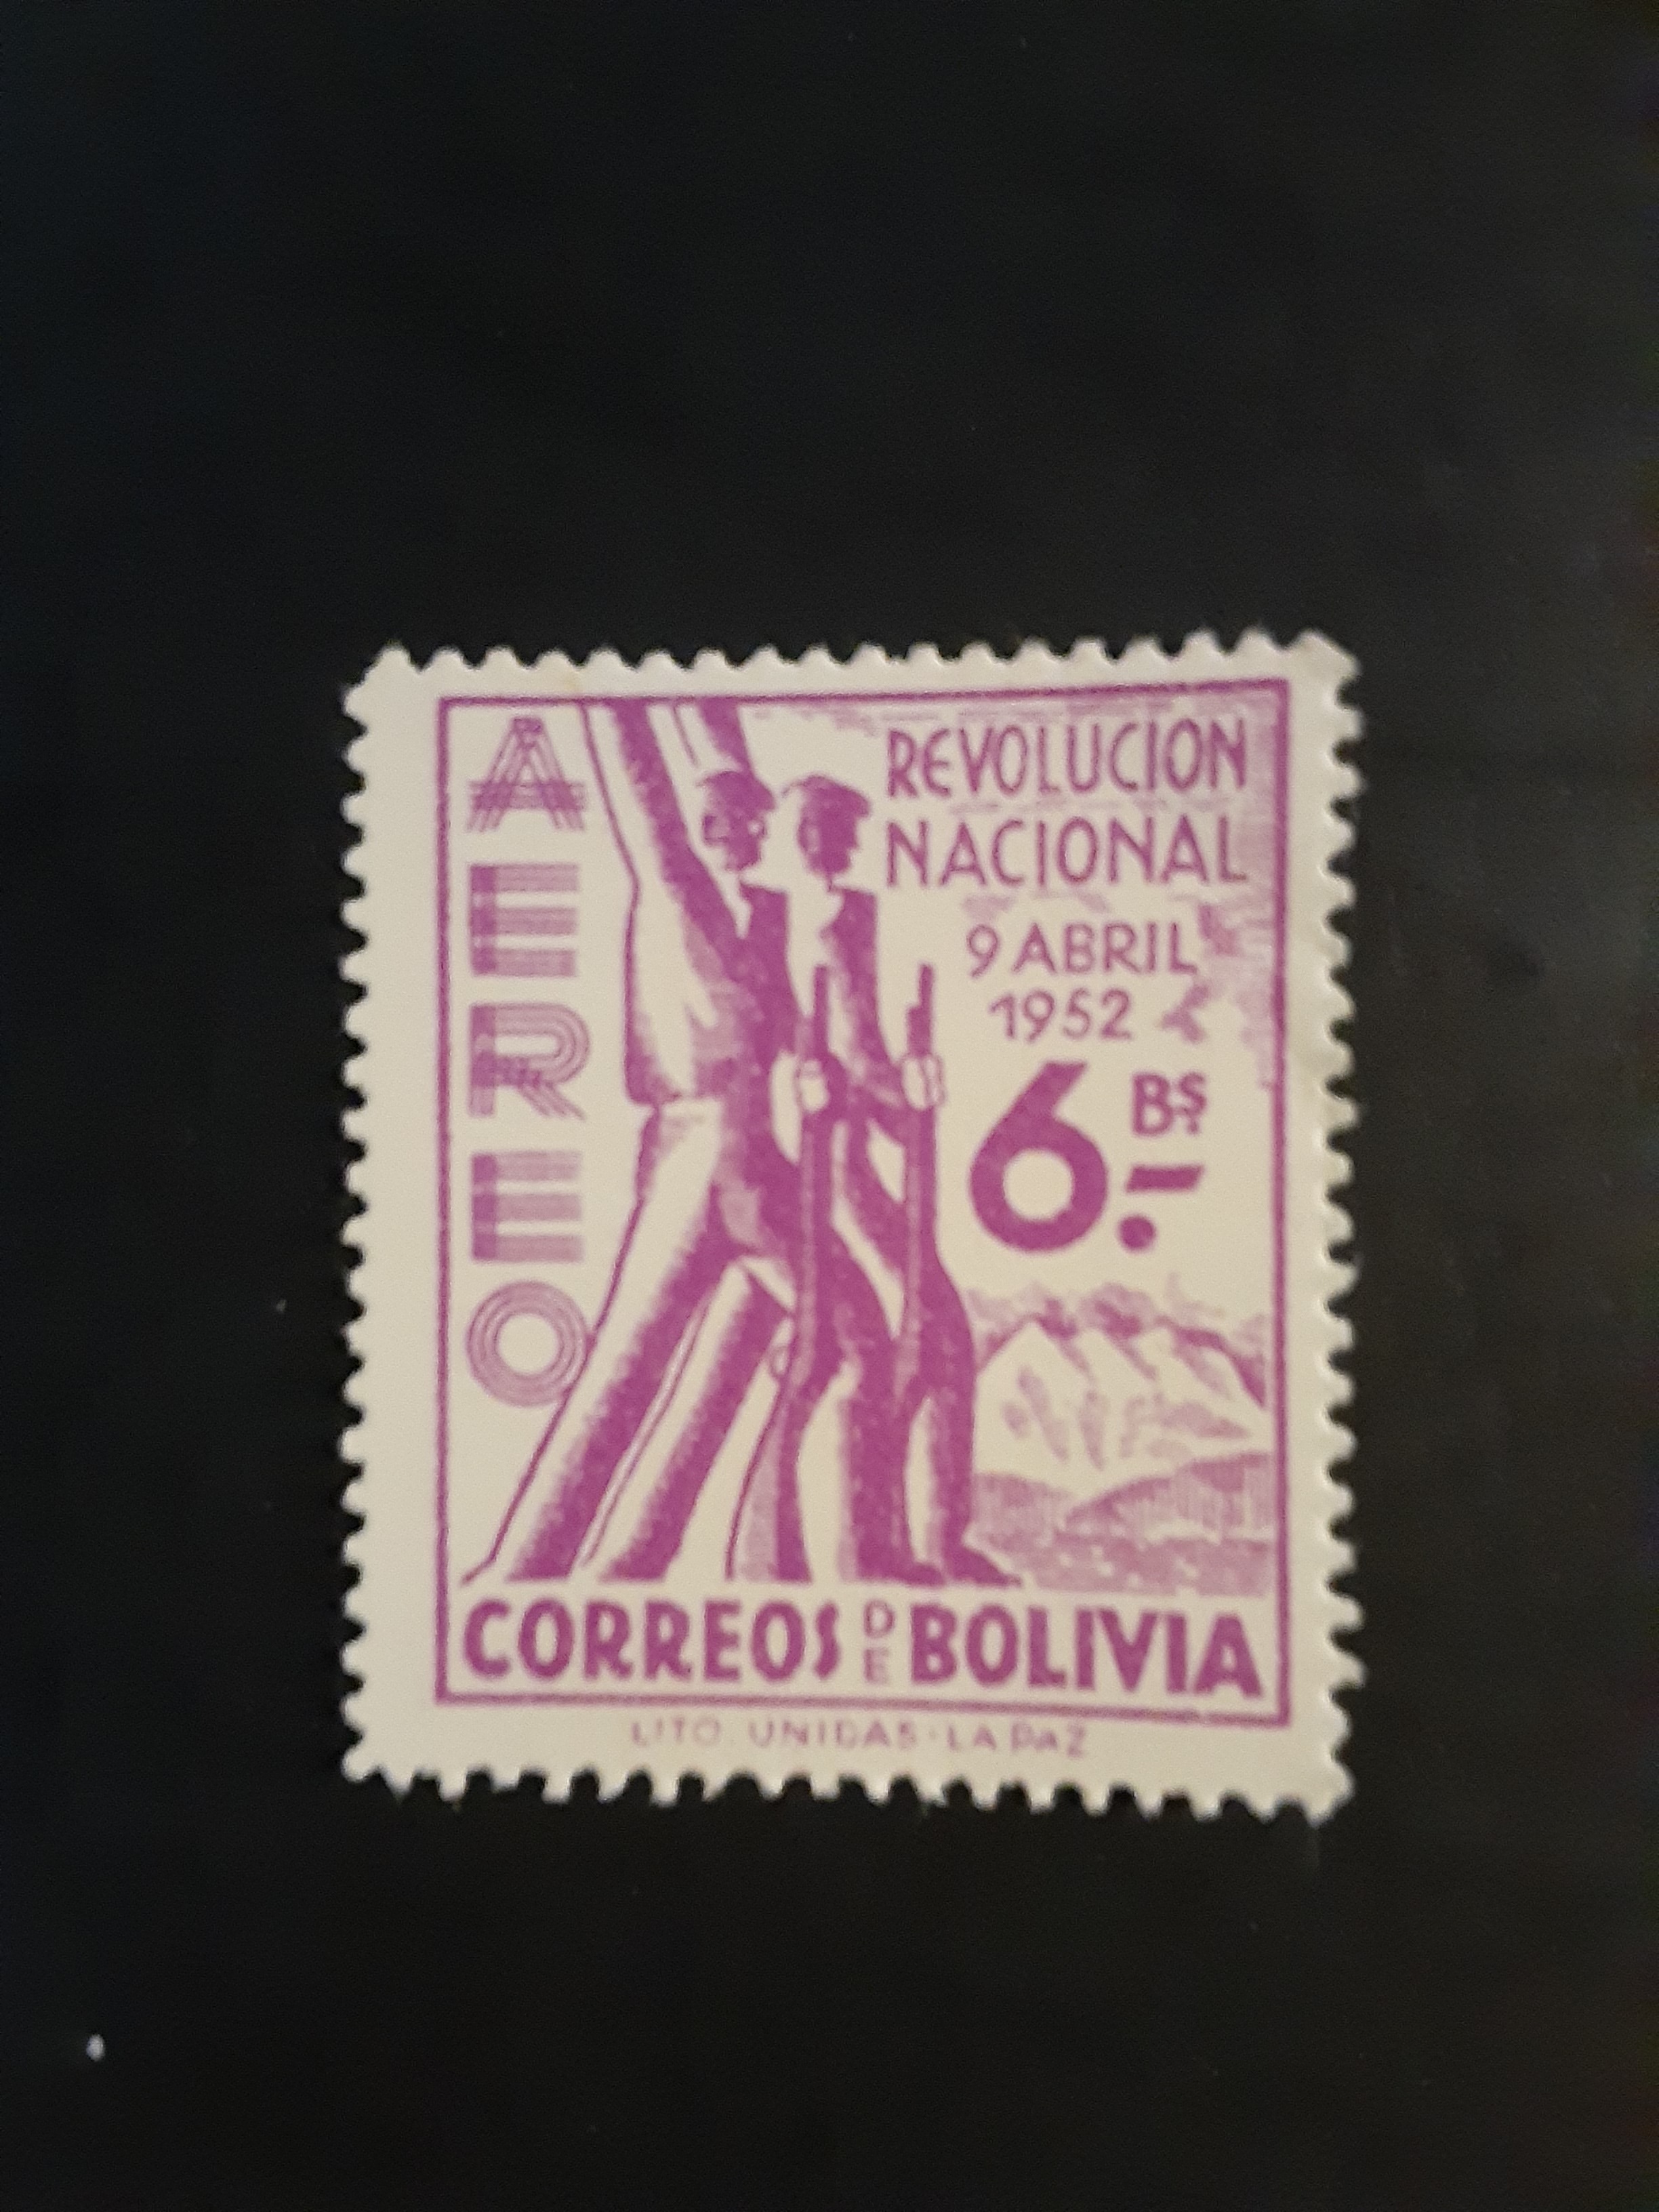 AEREO
REVOLUCION
NACIONAL
9 ABRIL
1952
6.- Bs.
CORREOS DE BOLIVIA
LITO. UNIDAS · LA PAZ